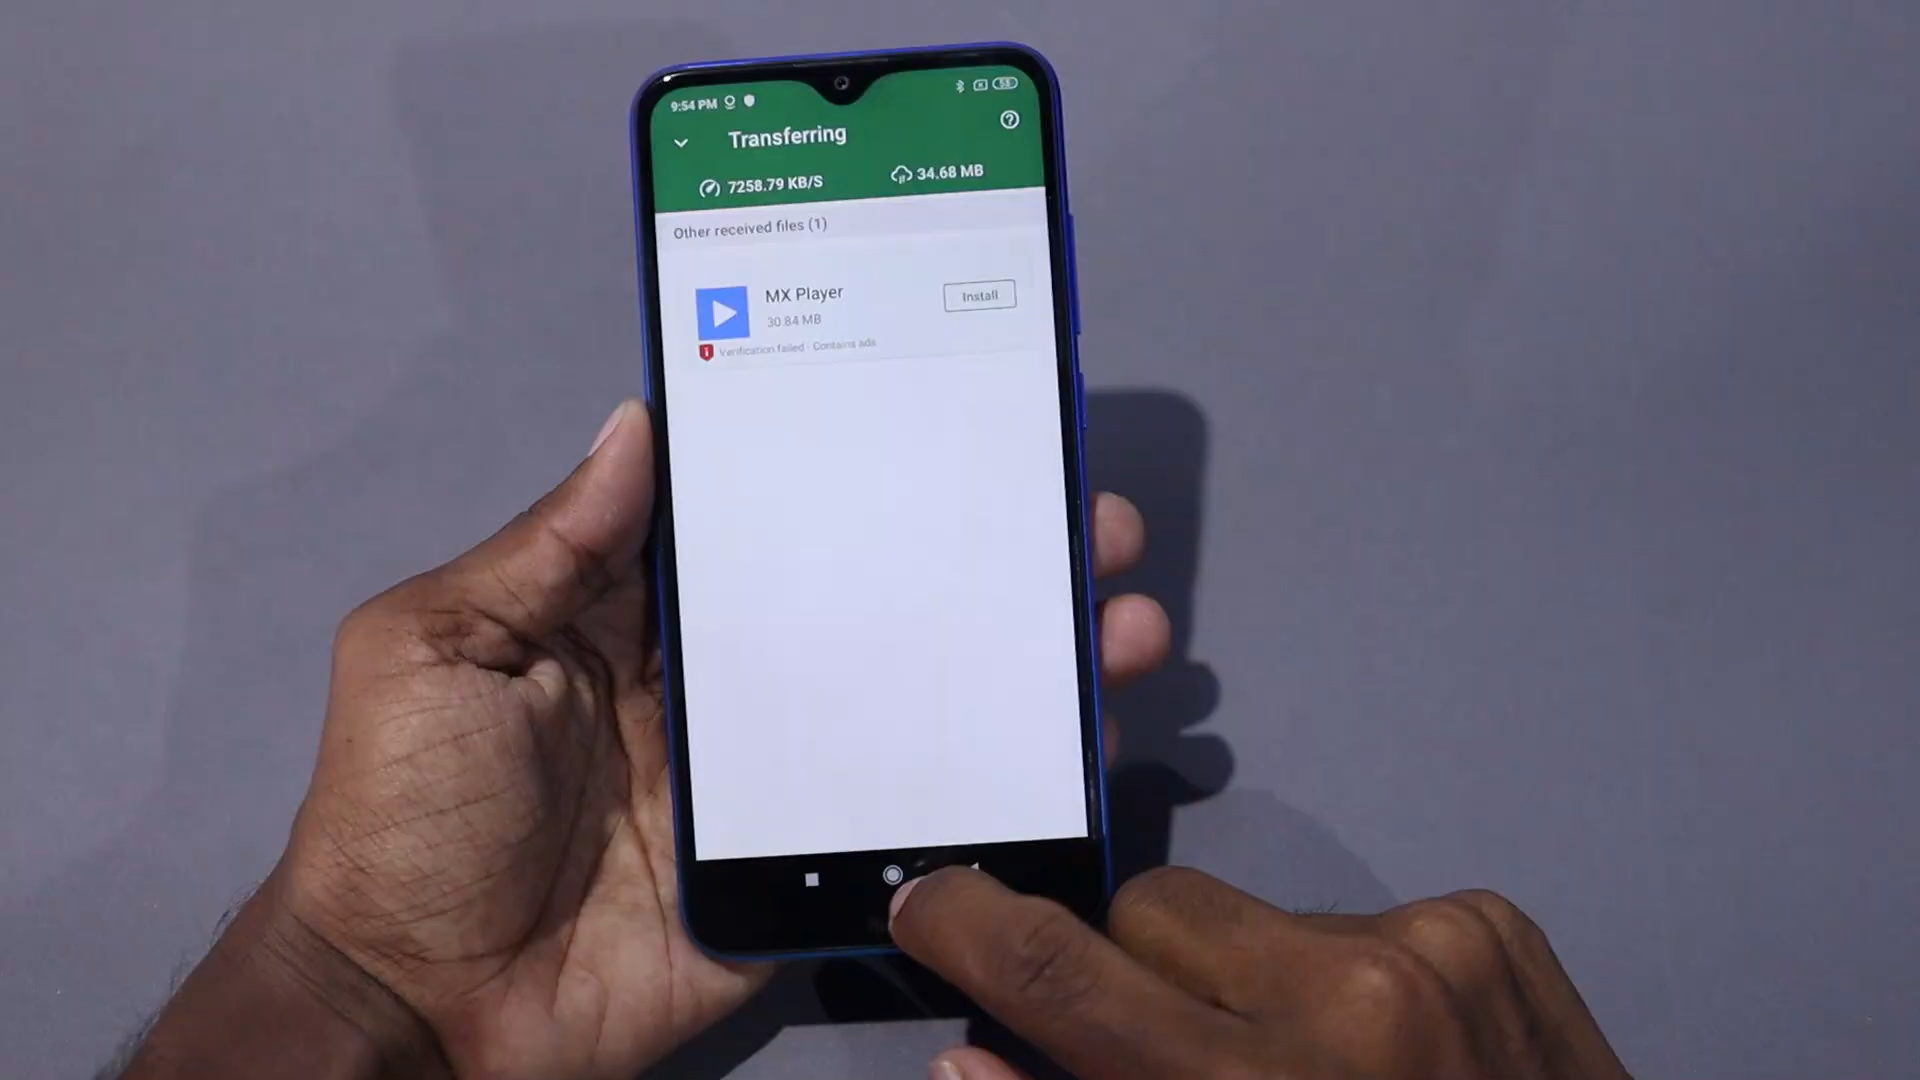 9:54 PM
58
Transferring
7258.79 KB/S
34.68 MB
Other received files (1)
MX Player
30.84 MB
Install
Verification failed - Contains ads